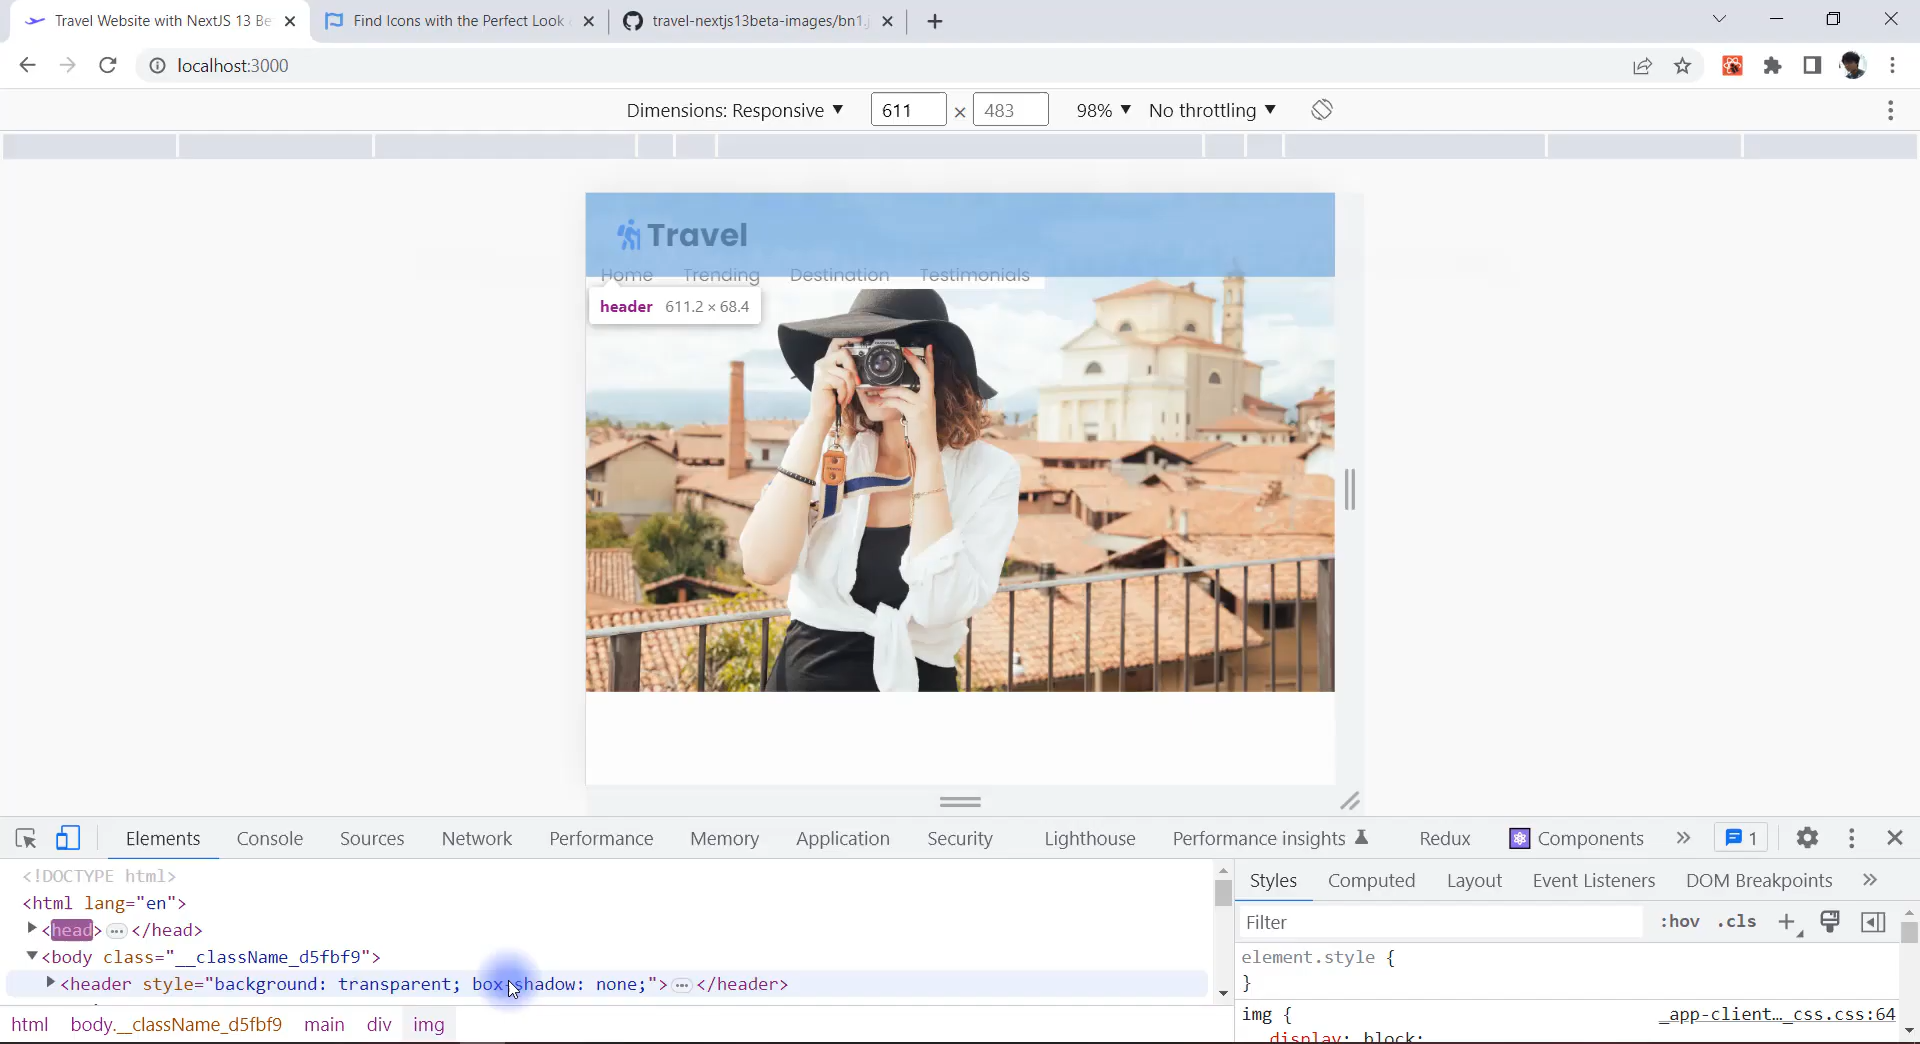 Travel Website with NextJS 13 Be
Find Icons with the Perfect Look
travel-nextjs13beta-images/bn1.j
localhost:3000
Dimensions: Responsive
611
×
483
98%
No throttling
Travel
Home
Trending
Destination
Testimonials
header 611.2 × 68.4
Elements
Console
Sources
Network
Performance
Memory
Application
Security
Lighthouse
Performance insights
Redux
Components
»
1
<!DOCTYPE html>
<html lang="en">
<head> … </head>
<body class="__className_d5fbf9">
<header style="background: transparent; box-shadow: none;"> … </header>
html
body.__className_d5fbf9
main
div
img
Styles
Computed
Layout
Event Listeners
DOM Breakpoints
»
Filter
:hov
.cls
element.style {
}
img {
_app-client…_css.css:64
display: block;